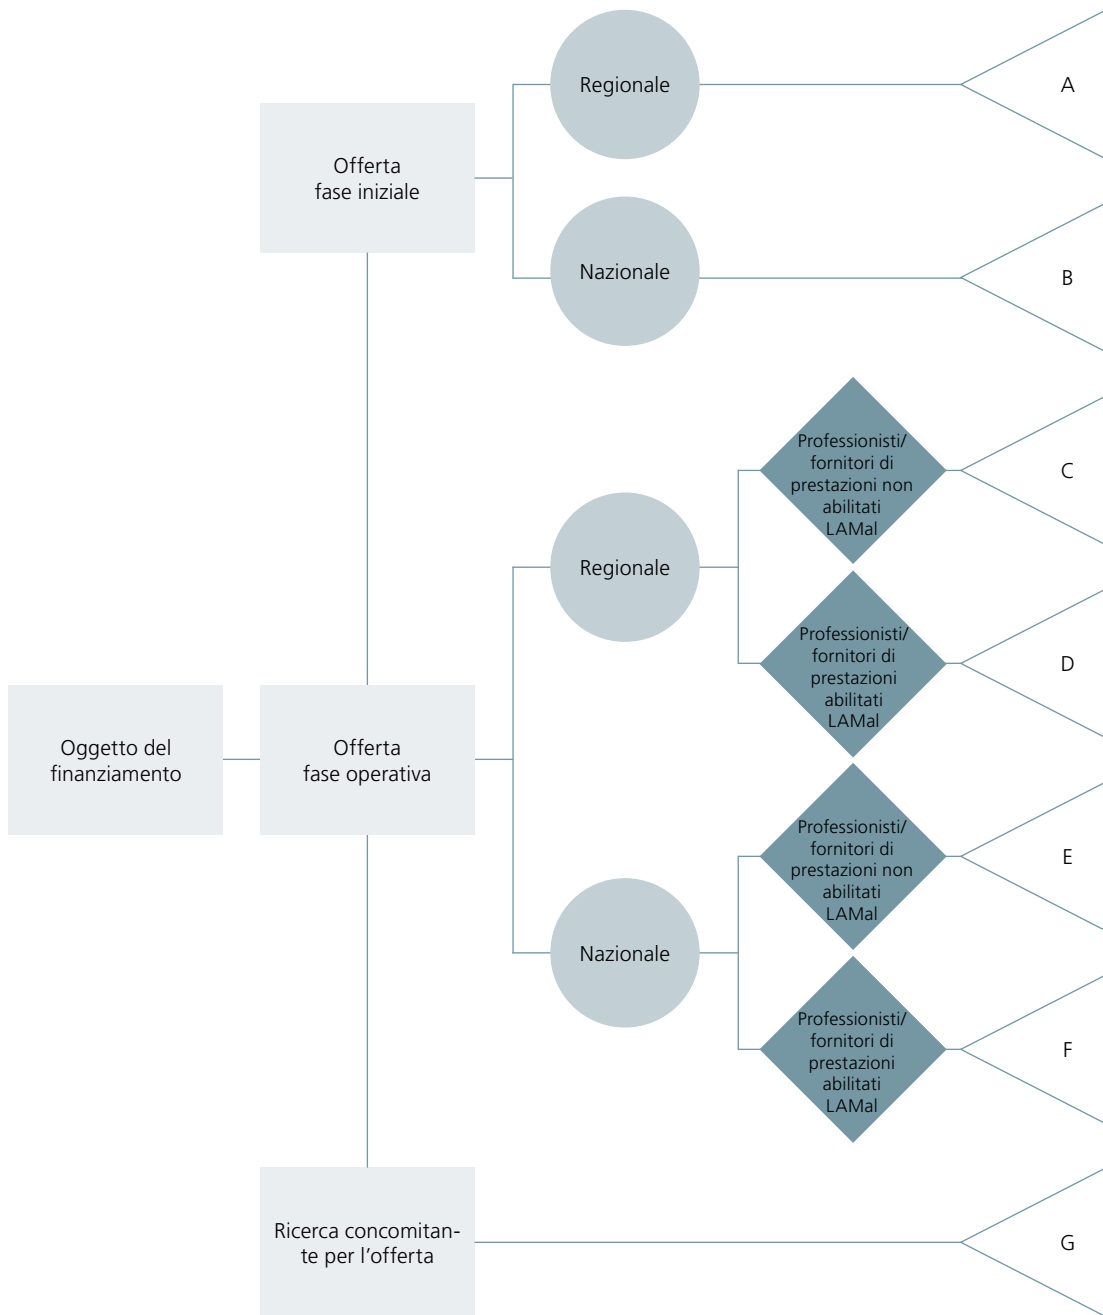 Regionale
A
Offerta
fase iniziale
Nazionale
B
Professionisti/
fornitori di
prestazioni non
abilitati
LAMal
C
Regionale
Professionisti/
fornitori di
prestazioni
abilitati
LAMal
D
Oggetto del
finanziamento
Offerta
fase operativa
Professionisti/
fornitori di
prestazioni non
abilitati
LAMal
E
Nazionale
Professionisti/
fornitori di
prestazioni
abilitati
LAMal
F
Ricerca concomitan-
te per l'offerta
G